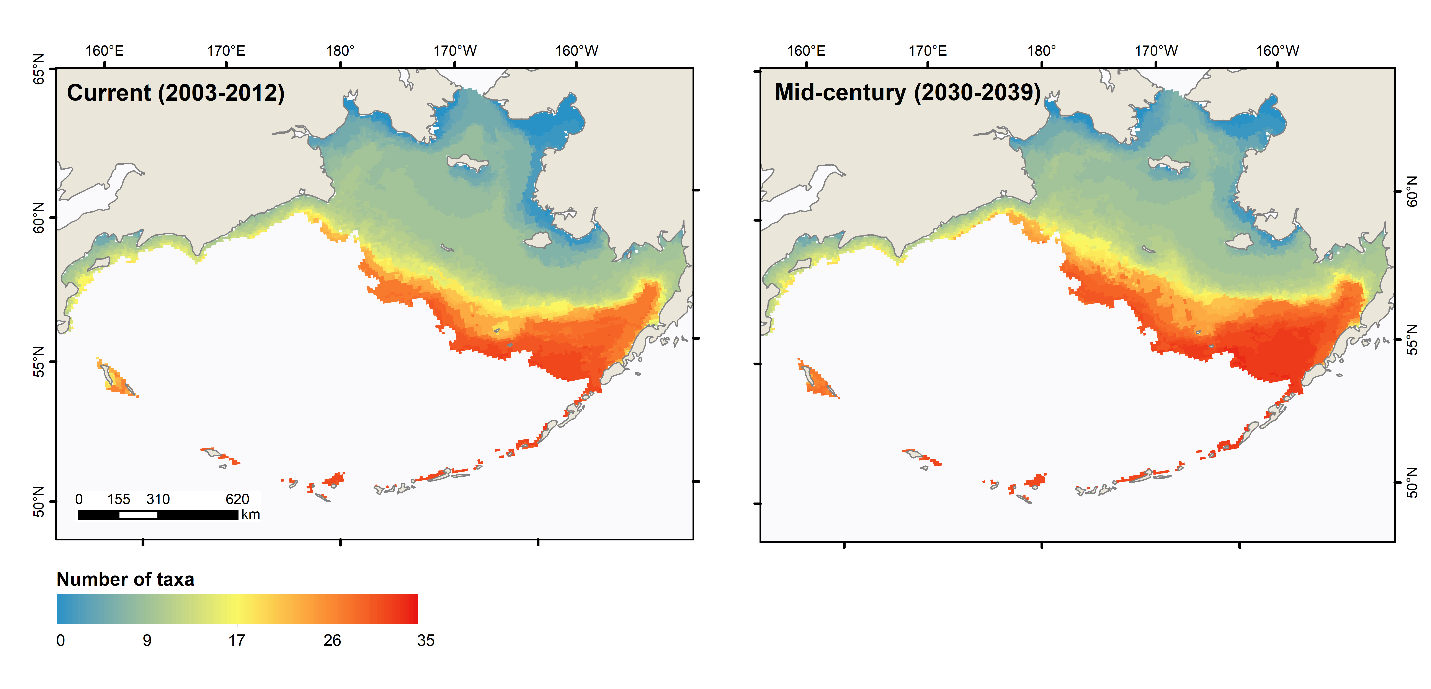 160°E 170°E 180° 170°W 160°W
160°E 170°E 180° 170°W 160°W
65°N
60°N
55°N
50°N
Current (2003-2012)
Mid-century (2030-2039)
60°N
55°N
50°N
0 155 310 620
km
Number of taxa
0 9 17 26 35